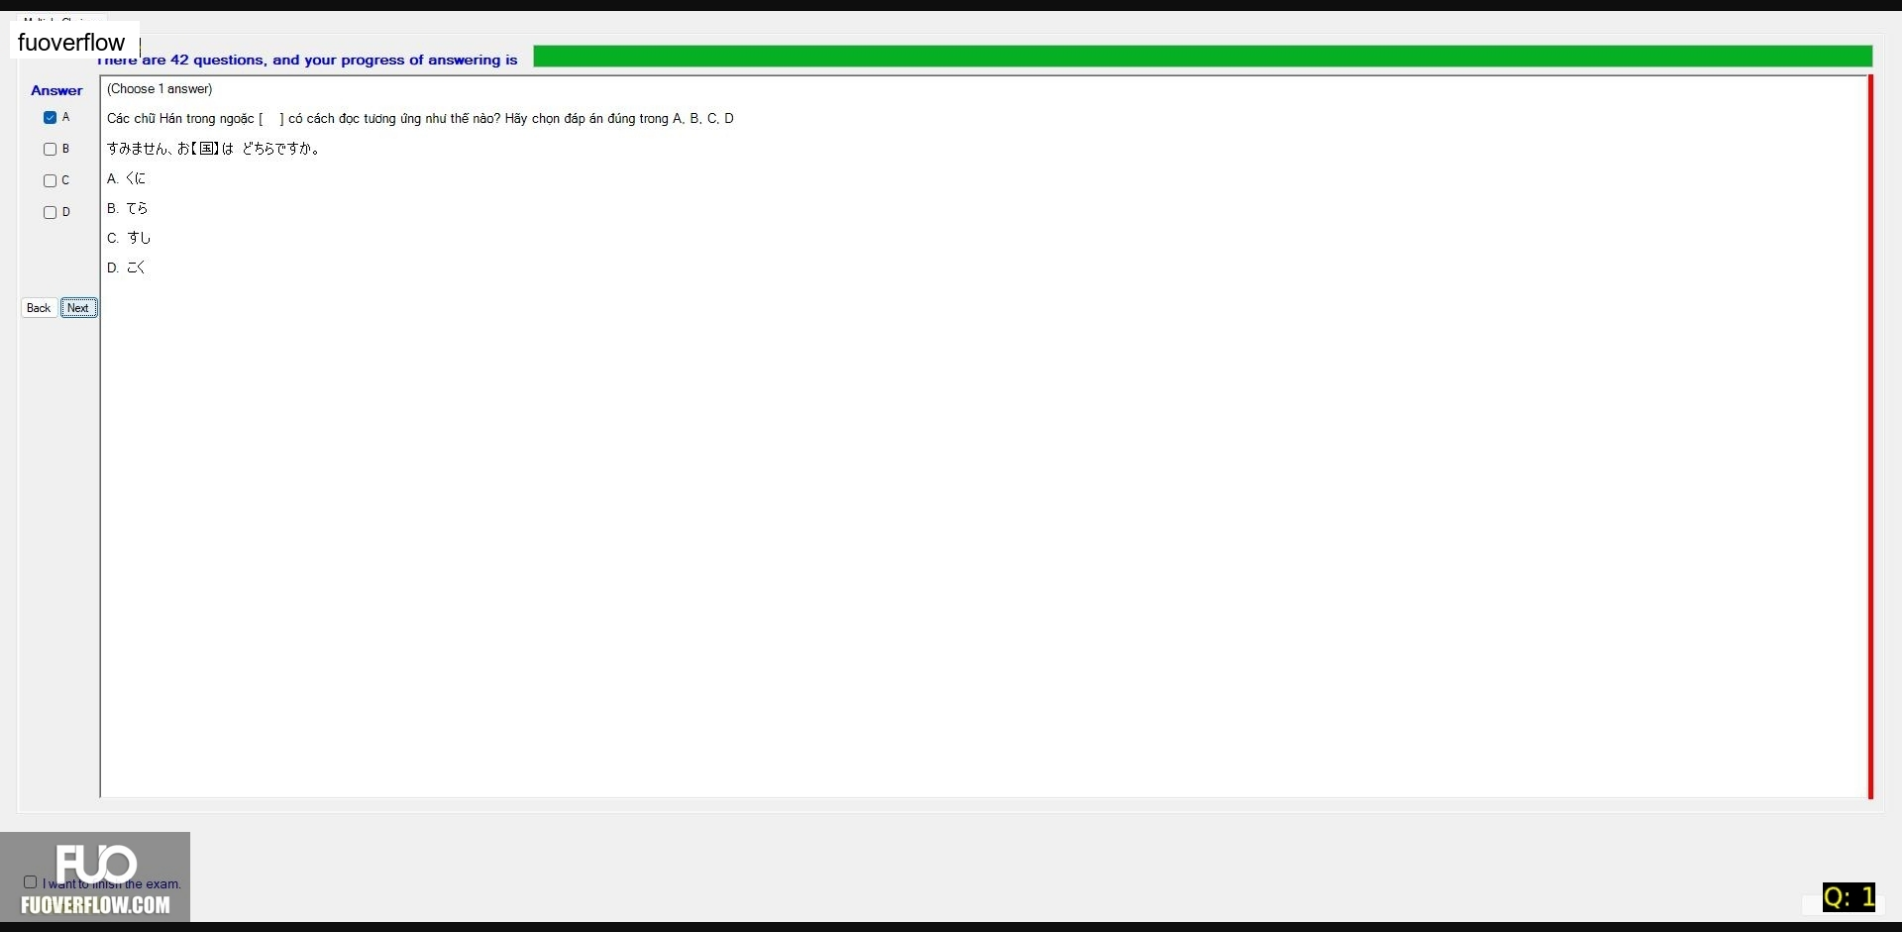 fuoverflow
There are 42 questions, and your progress of answering is
Answer
(Choose 1 answer)
A
Các chữ Hán trong ngoặc [   ] có cách đọc tương ứng như thế nào? Hãy chọn đáp án đúng trong A, B, C, D
B
すみません、お【国】は どちらですか。
C
A. くに
D
B. てら
C. すし
D. こく
Back Next
FUO
I want to finish the exam.
FUOVERFLOW.COM
Q: 1